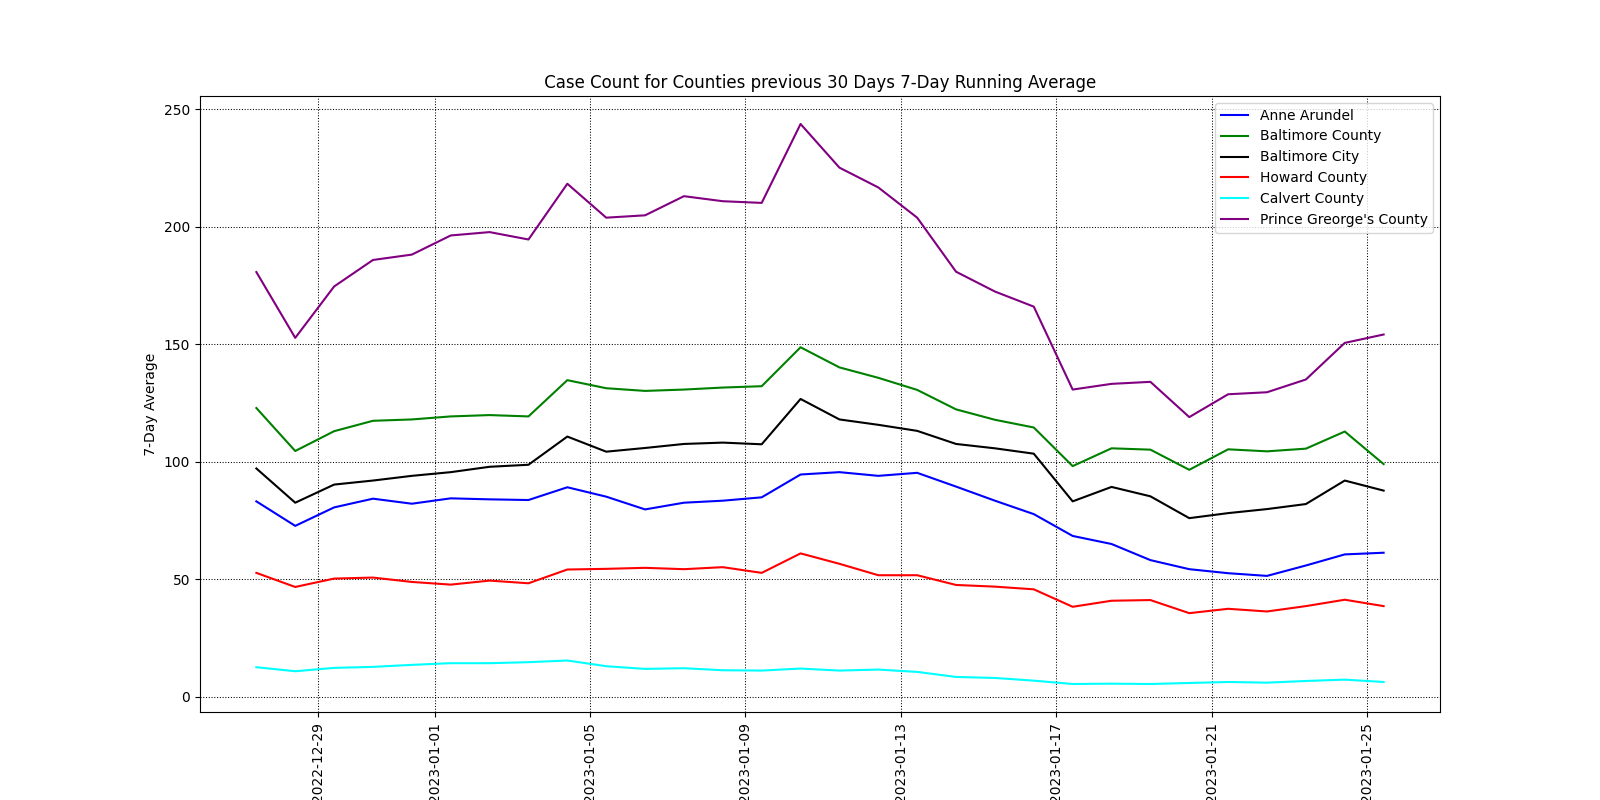 Case Count for Counties previous 30 Days 7-Day Running Average
250
200
150
100
50
0
7-Day Average
Anne Arundel
Baltimore County
Baltimore City
Howard County
Calvert County
Prince Greorge's County
2022-12-29
2023-01-01
2023-01-05
2023-01-09
2023-01-13
2023-01-17
2023-01-21
2023-01-25